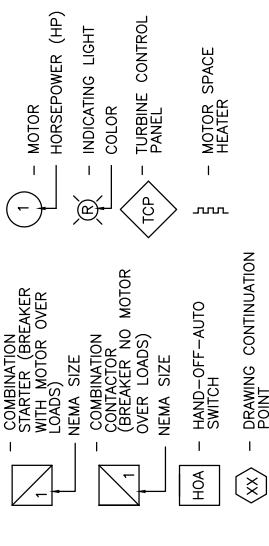 1
- COMBINATION
STARTER (BREAKER
WITH MOTOR OVER
LOADS)
NEMA SIZE
1
- COMBINATION
CONTACTOR
(BREAKER NO MOTOR
OVER LOADS)
NEMA SIZE
HOA
- HAND-OFF-AUTO
SWITCH
XX
- DRAWING CONTINUATION
POINT
1
- MOTOR
HORSEPOWER (HP)
R
- INDICATING LIGHT
COLOR
TCP
- TURBINE CONTROL
PANEL
- MOTOR SPACE
HEATER